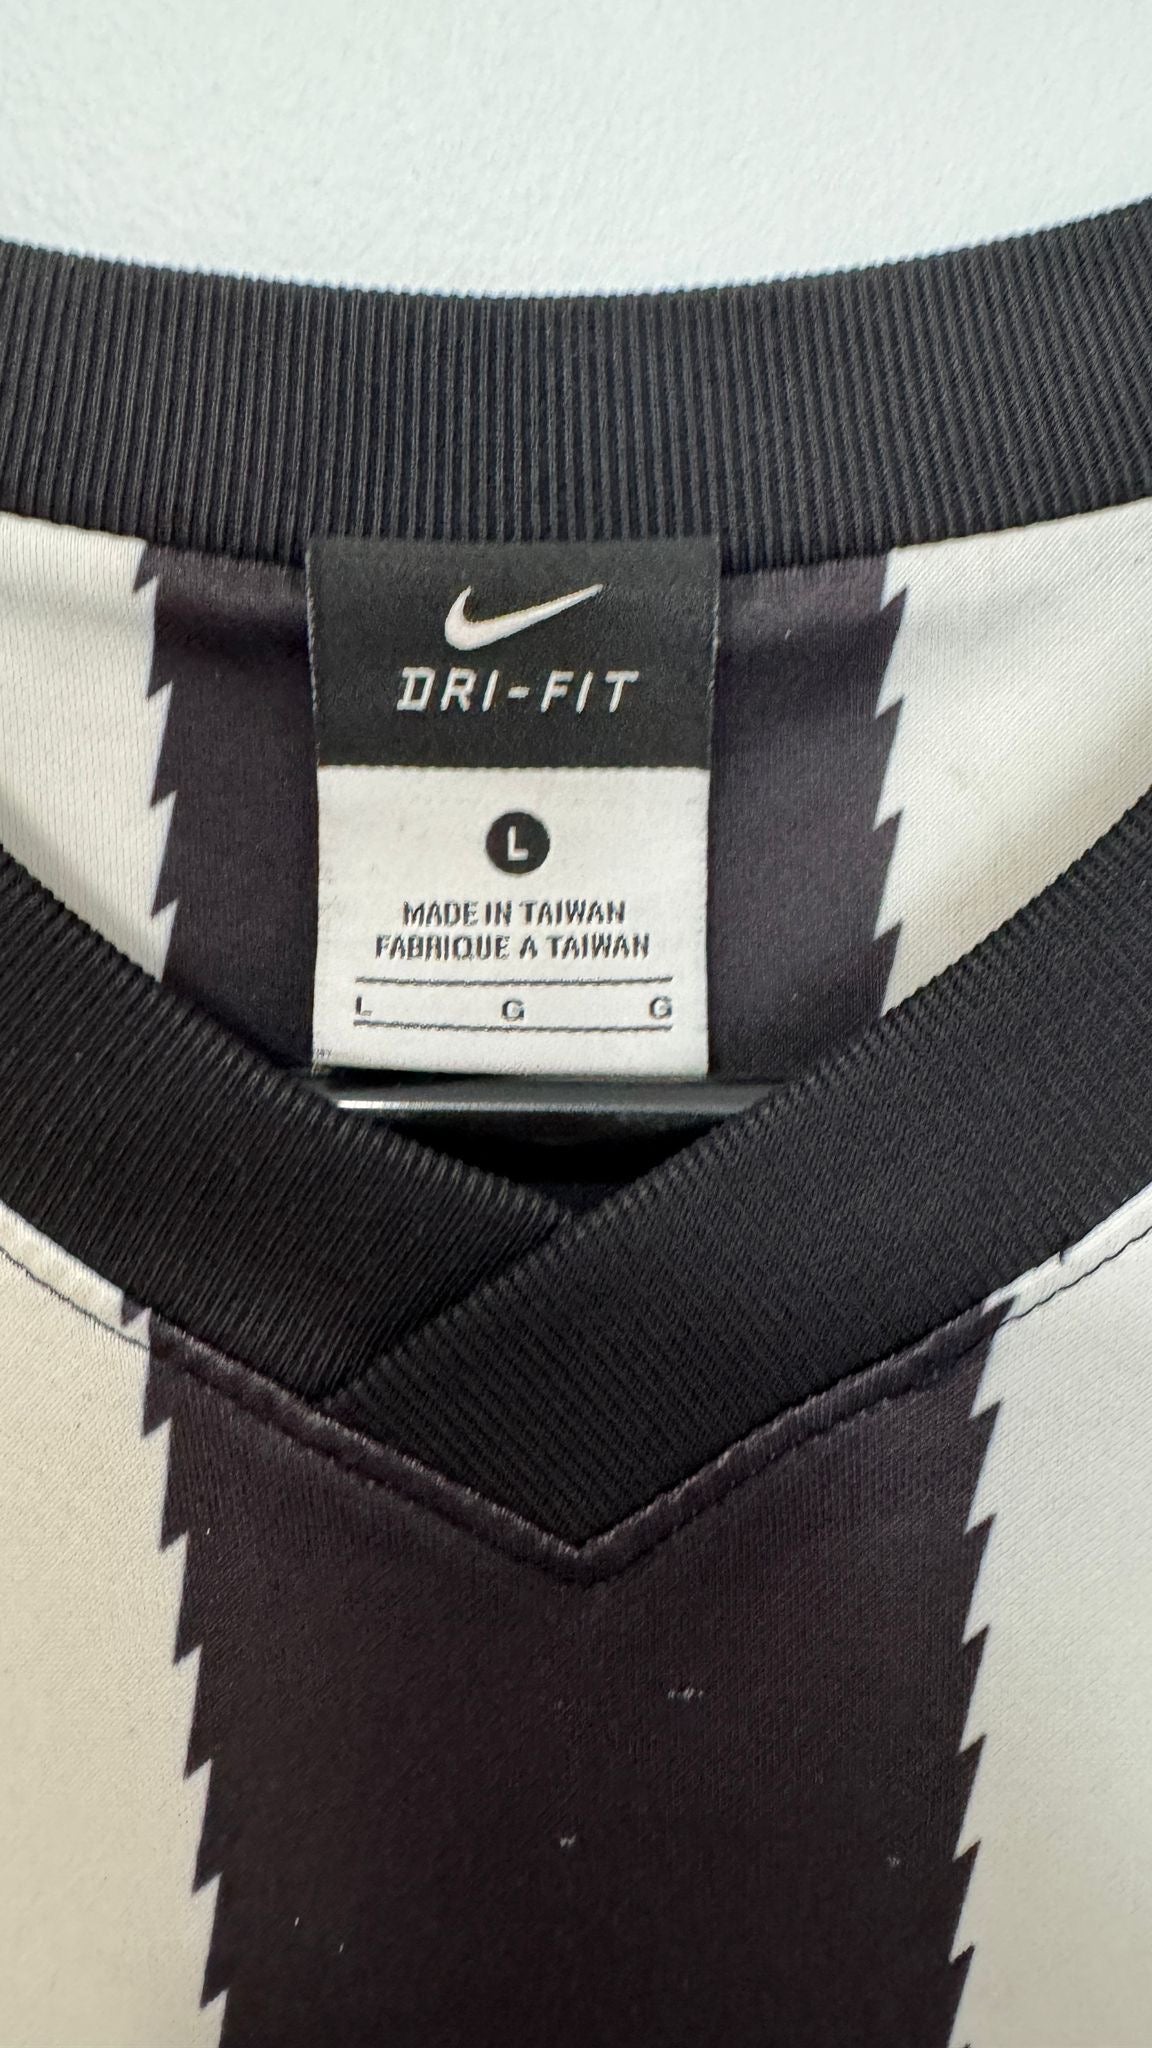 DRI-FIT
L
MADE IN TAIWAN
FABRIQUE A TAIWAN
L G G